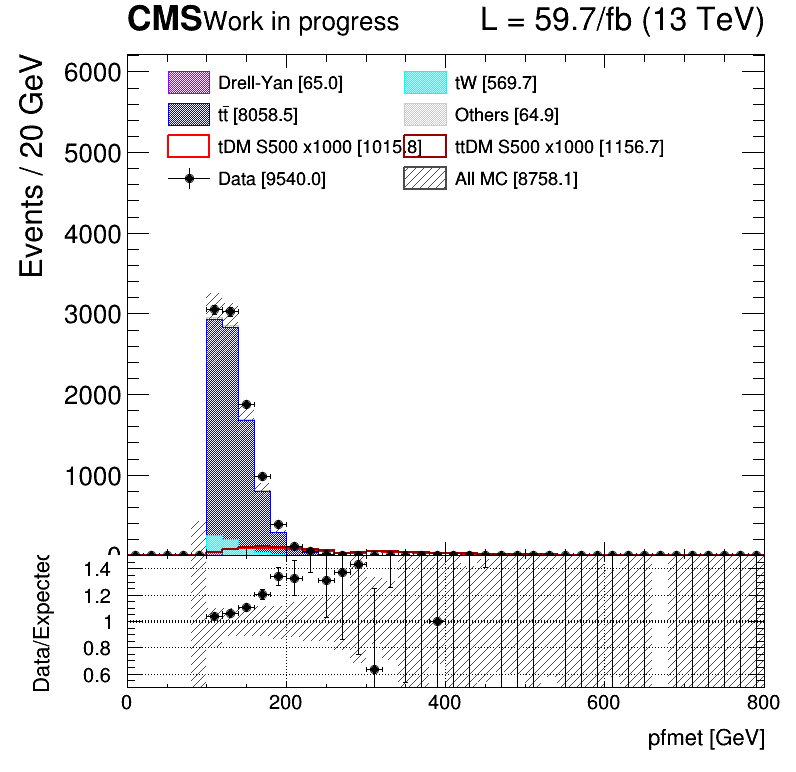 CMS Work in progress L = 59.7/fb (13 TeV)
Events / 20 GeV
6000
5000
4000
3000
2000
1000
0
Drell-Yan [65.0] tW [569.7]
tt̄ [8058.5] Others [64.9]
tDM S500 x1000 [1015.8] ttDM S500 x1000 [1156.7]
Data [9540.0] All MC [8758.1]
Data/Expected
1.4
1.2
1
0.8
0.6
0 200 400 600 800
pfmet [GeV]